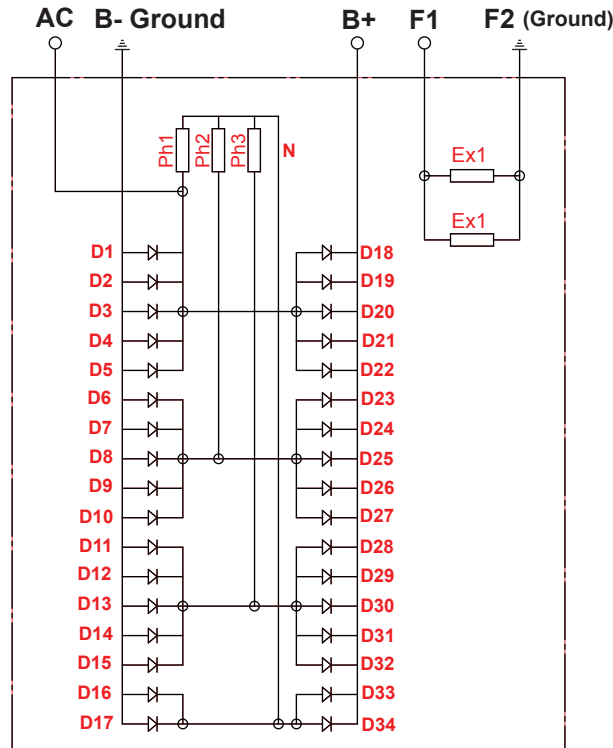 AC B- Ground B+ F1 F2 (Ground)
Ph1 Ph2 Ph3 N
Ex1
Ex1
D1 D18
D2 D19
D3 D20
D4 D21
D5 D22
D6 D23
D7 D24
D8 D25
D9 D26
D10 D27
D11 D28
D12 D29
D13 D30
D14 D31
D15 D32
D16 D33
D17 D34